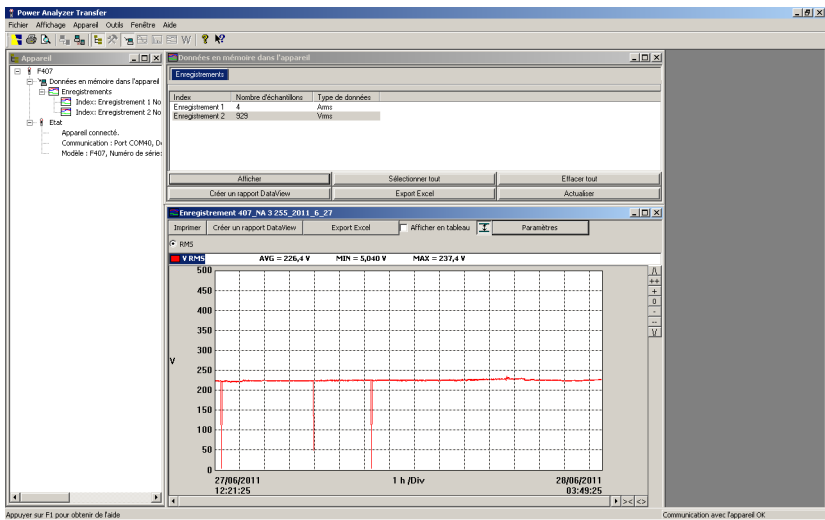 Power Analyzer Transfer
Fichier Affichage Appareil Outils Fenêtre Aide
Appareil
F407
Données en mémoire dans l'appareil
Enregistrements
Index: Enregistrement 1 No
Index: Enregistrement 2 No
Etat
Appareil connecté.
Communication : Port COM40, D
Modèle : F407, Numéro de série:
Données en mémoire dans l'appareil
Enregistrements
Index Nombre d'échantillons Type de données
Enregistrement 1 4 Arms
Enregistrement 2 929 Vrms
Afficher Sélectionner tout Effacer tout
Créer un rapport DataView Export Excel Actualiser
Enregistrement 407_NA 3 255_2011_6_27
Imprimer Créer un rapport DataView Export Excel Afficher en tableau Paramètres
RMS
V RMS AVG = 226,4 V MIN = 5,040 V MAX = 237,4 V
500
450
400
350
300
V
250
200
150
100
50
0
++
+
0
-
--
27/06/2011 1 h /Div 28/06/2011
12:21:25 03:49:25
>< <>
Appuyer sur F1 pour obtenir de l'aide Communication avec l'appareil OK